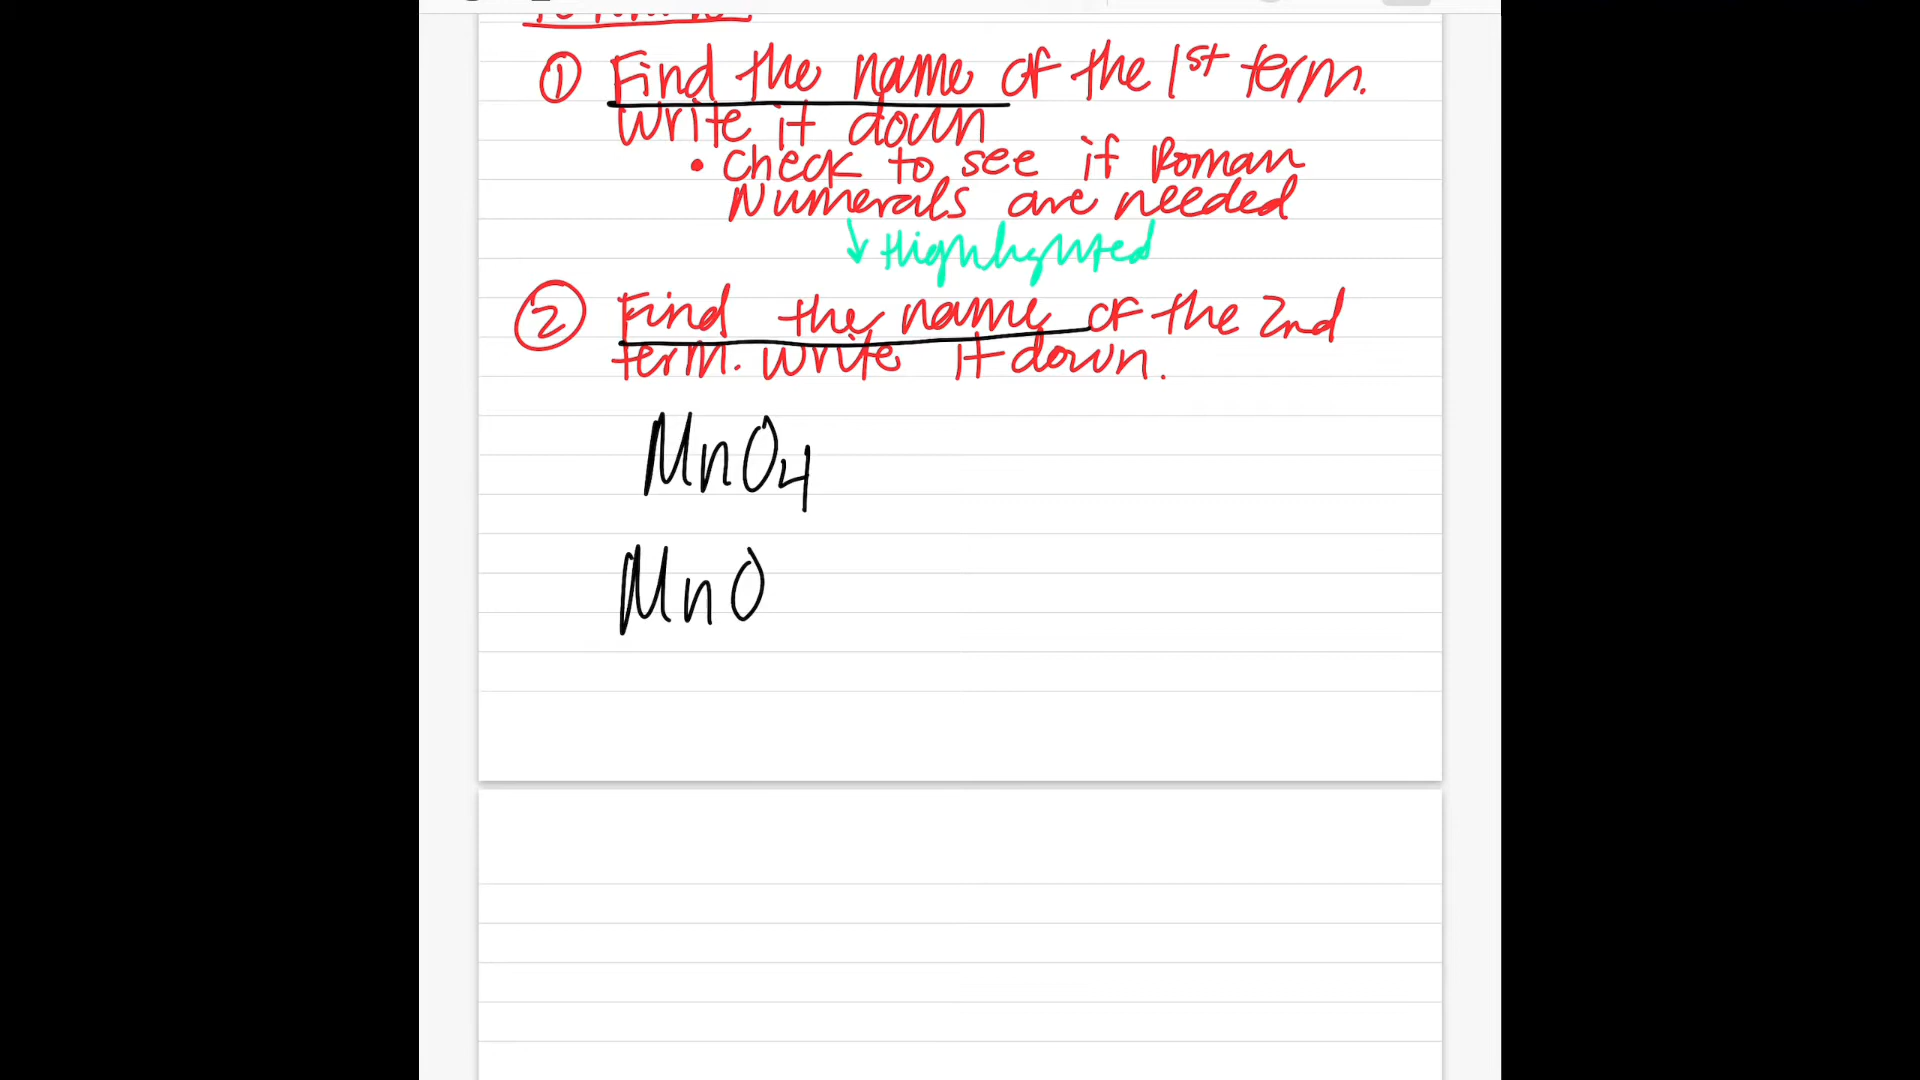 ① Find the name of the 1st term.
Write it down
• Check to see if Roman
Numerals are needed
↓ Highlighted
② Find the name of the 2nd
term. Write it down.
MnO4
MnO